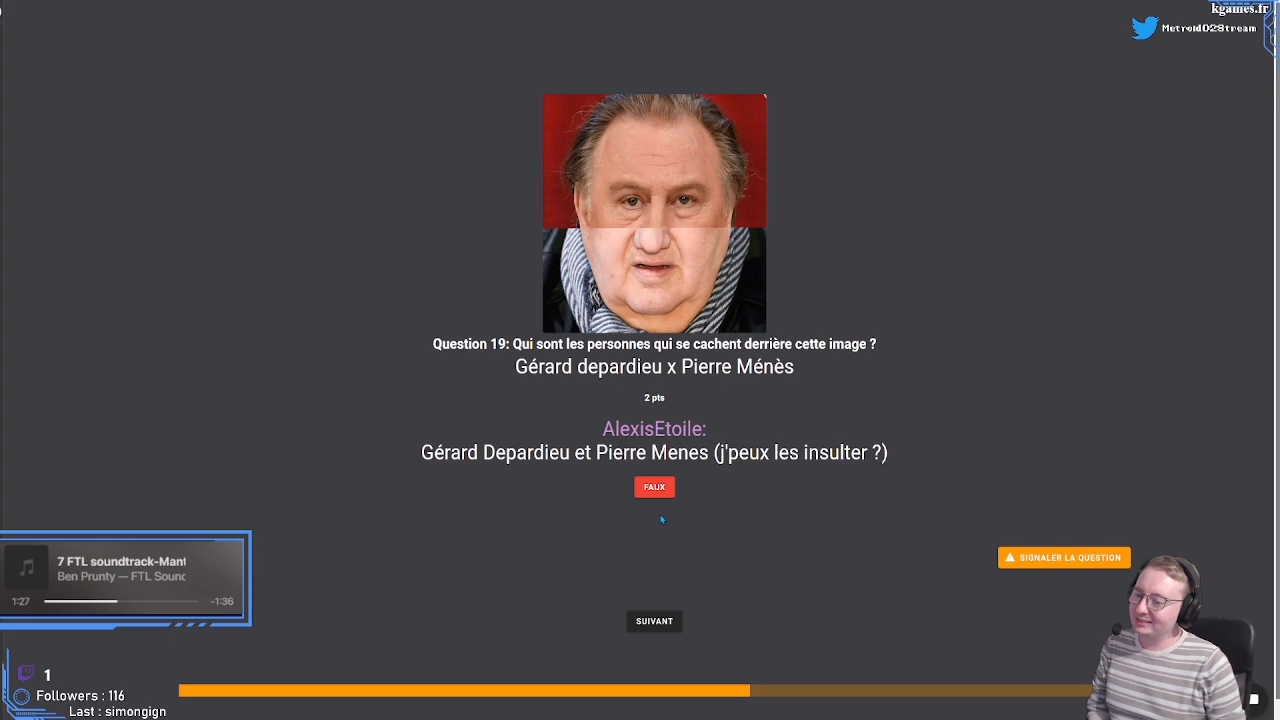 kgames.fr
MetroidO2Stream
Question 19: Qui sont les personnes qui se cachent derrière cette image ?
Gérard depardieu x Pierre Ménès
2 pts
AlexisEtoile:
Gérard Depardieu et Pierre Menes (j'peux les insulter ?)
FAUX
7 FTL soundtrack-Mant
Ben Prunty — FTL Sound
1:27
-1:36
SIGNALER LA QUESTION
SUIVANT
1
Followers : 116
Last : simongign